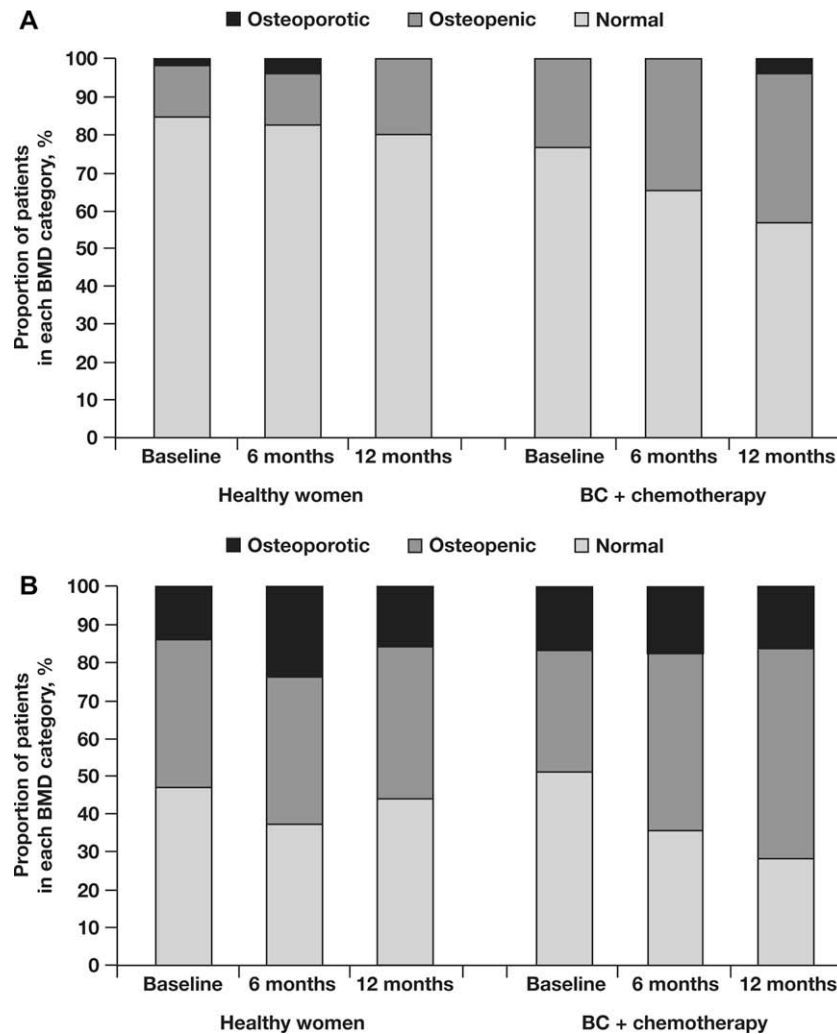 A
Osteoporotic Osteopenic Normal
Proportion of patients
in each BMD category, %
100
90
80
70
60
50
40
30
20
10
0
Baseline 6 months 12 months Baseline 6 months 12 months
Healthy women BC + chemotherapy
B
Osteoporotic Osteopenic Normal
Proportion of patients
in each BMD category, %
100
90
80
70
60
50
40
30
20
10
0
Baseline 6 months 12 months Baseline 6 months 12 months
Healthy women BC + chemotherapy